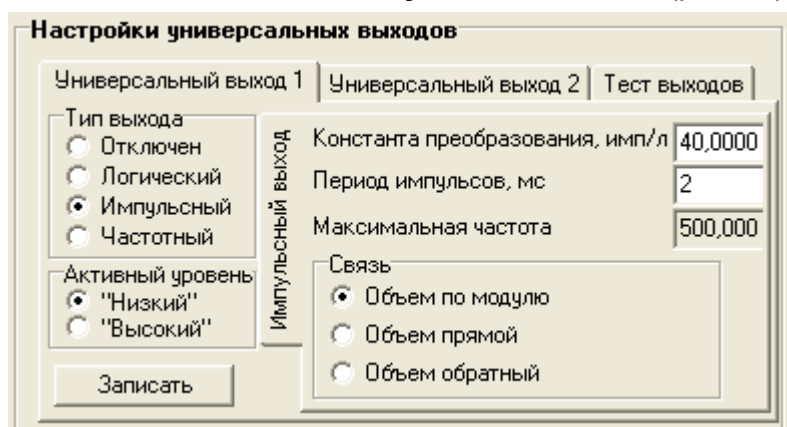 Настройки универсальных выходов
Универсальный выход 1
Универсальный выход 2
Тест выходов
Тип выхода
Отключен
Логический
Импульсный
Частотный
Активный уровень
"Низкий"
"Высокий"
Записать
Импульсный выход
Константа преобразования, имп/л 40,0000
Период импульсов, мс 2
Максимальная частота 500,000
Связь
Объем по модулю
Объем прямой
Объем обратный